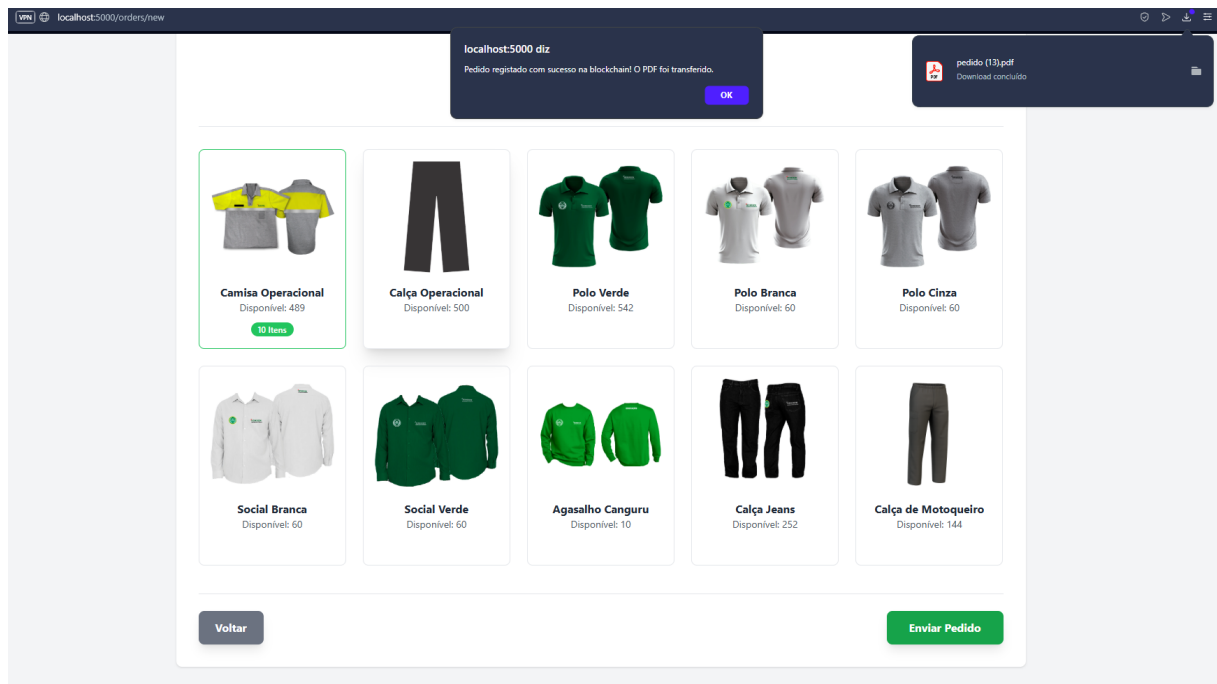 VPN
localhost:5000/orders/new
localhost:5000 diz
Pedido registado com sucesso na blockchain! O PDF foi transferido.
OK
PDF
pedido (13).pdf
Download concluído
Camisa Operacional
Disponível: 489
10 Itens
Calça Operacional
Disponível: 500
Polo Verde
Disponível: 542
Polo Branca
Disponível: 60
Polo Cinza
Disponível: 60
Social Branca
Disponível: 60
Social Verde
Disponível: 60
Agasalho Canguru
Disponível: 10
Calça Jeans
Disponível: 252
Calça de Motoqueiro
Disponível: 144
Voltar
Enviar Pedido